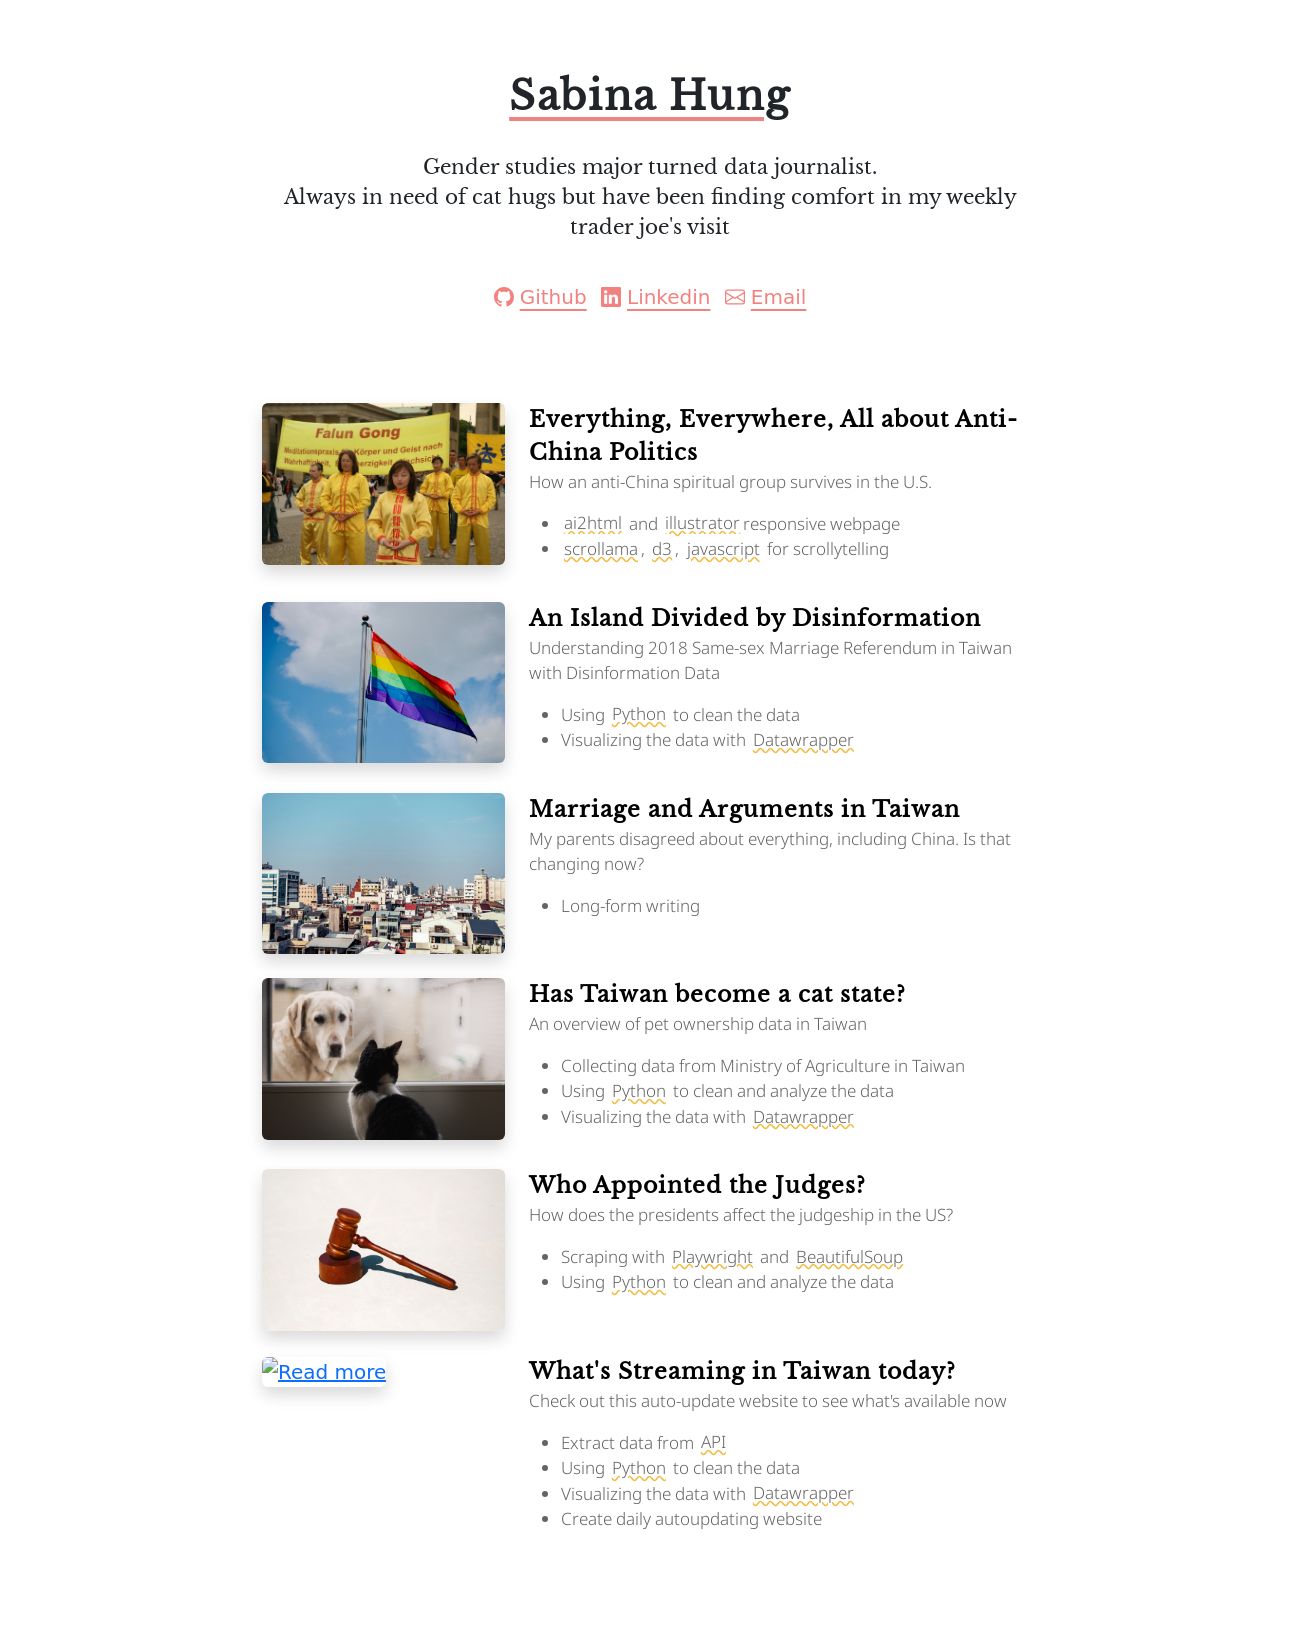 Sabina Hung
Gender studies major turned data journalist.
Always in need of cat hugs but have been finding comfort in my weekly
trader joe's visit
Github Linkedin Email
Falun Gong
Everything, Everywhere, All about Anti-
China Politics
How an anti-China spiritual group survives in the U.S.
ai2html and illustrator responsive webpage
scrollama, d3, javascript for scrollytelling
An Island Divided by Disinformation
Understanding 2018 Same-sex Marriage Referendum in Taiwan
with Disinformation Data
Using Python to clean the data
Visualizing the data with Datawrapper
Marriage and Arguments in Taiwan
My parents disagreed about everything, including China. Is that
changing now?
Long-form writing
Has Taiwan become a cat state?
An overview of pet ownership data in Taiwan
Collecting data from Ministry of Agriculture in Taiwan
Using Python to clean and analyze the data
Visualizing the data with Datawrapper
Who Appointed the Judges?
How does the presidents affect the judgeship in the US?
Scraping with Playwright and BeautifulSoup
Using Python to clean and analyze the data
Read more
What's Streaming in Taiwan today?
Check out this auto-update website to see what's available now
Extract data from API
Using Python to clean the data
Visualizing the data with Datawrapper
Create daily autoupdating website